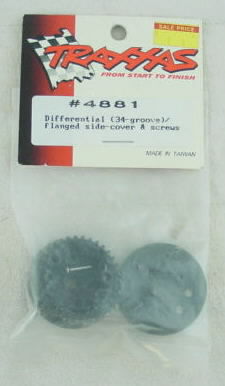 SALE PRICE
TRAXXAS
FROM START TO FINISH
#4881
Differential (34-groove)/
flanged side-cover & screws
MADE IN TAIWAN